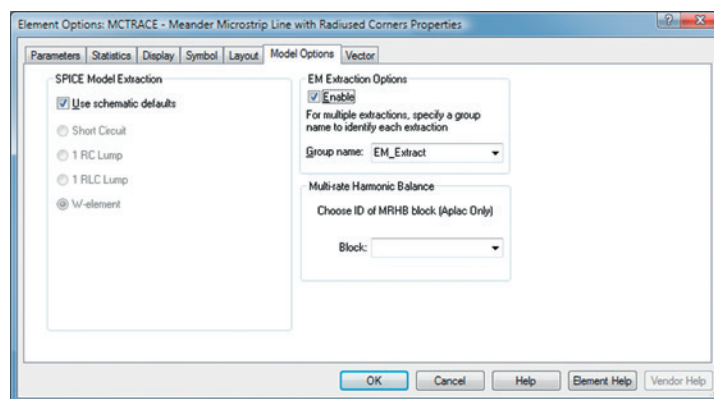 Element Options: MCTRACE - Meander Microstrip Line with Radiused Corners Properties
Parameters Statistics Display Symbol Layout Model Options Vector
SPICE Model Extraction
Use schematic defaults
Short Circuit
1 RC Lump
1 RLC Lump
W-element
EM Extraction Options
Enable
For multiple extractions, specify a group
name to identify each extraction
Group name: EM_Extract
Multi-rate Harmonic Balance
Choose ID of MRHB block (Aplac Only)
Block:
OK Cancel Help Element Help Vendor Help